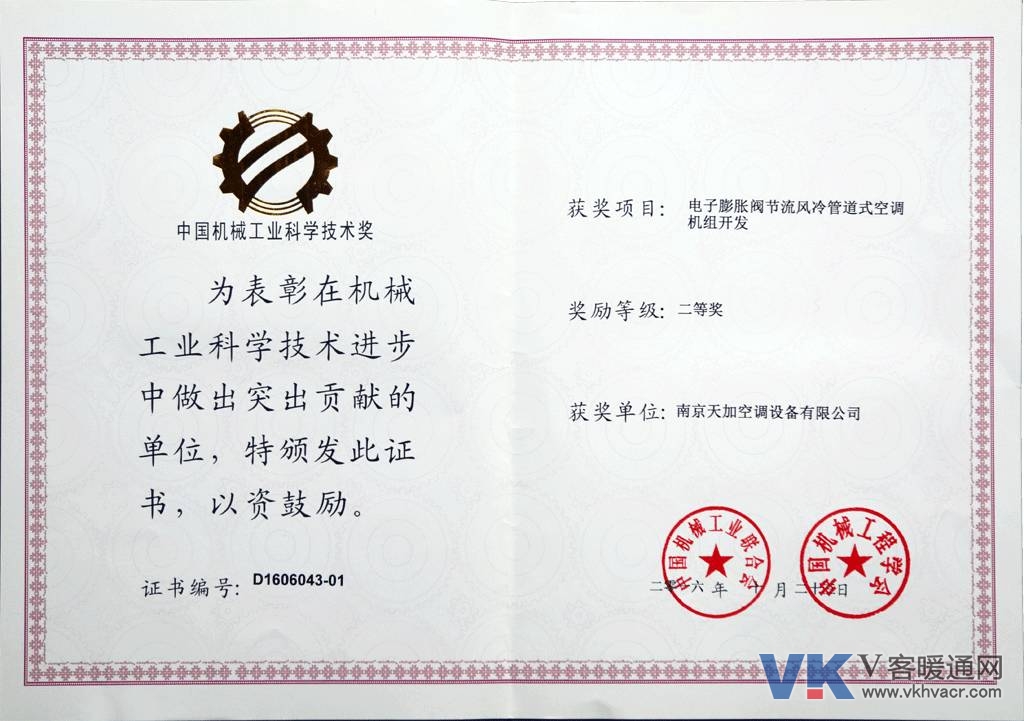 中国机械工业科学技术奖
为表彰在机械
工业科学技术进步
中做出突出贡献的
单位，特颁发此证
书，以资鼓励。
证书编号：D1606043-01
获奖项目：电子膨胀阀节流风冷管道式空调
机组开发
奖励等级：二等奖
获奖单位：南京天加空调设备有限公司
中国机械工业联合会
中国机械工程学会
年 月 日
VK V客暖通网
www.vkhvacr.com